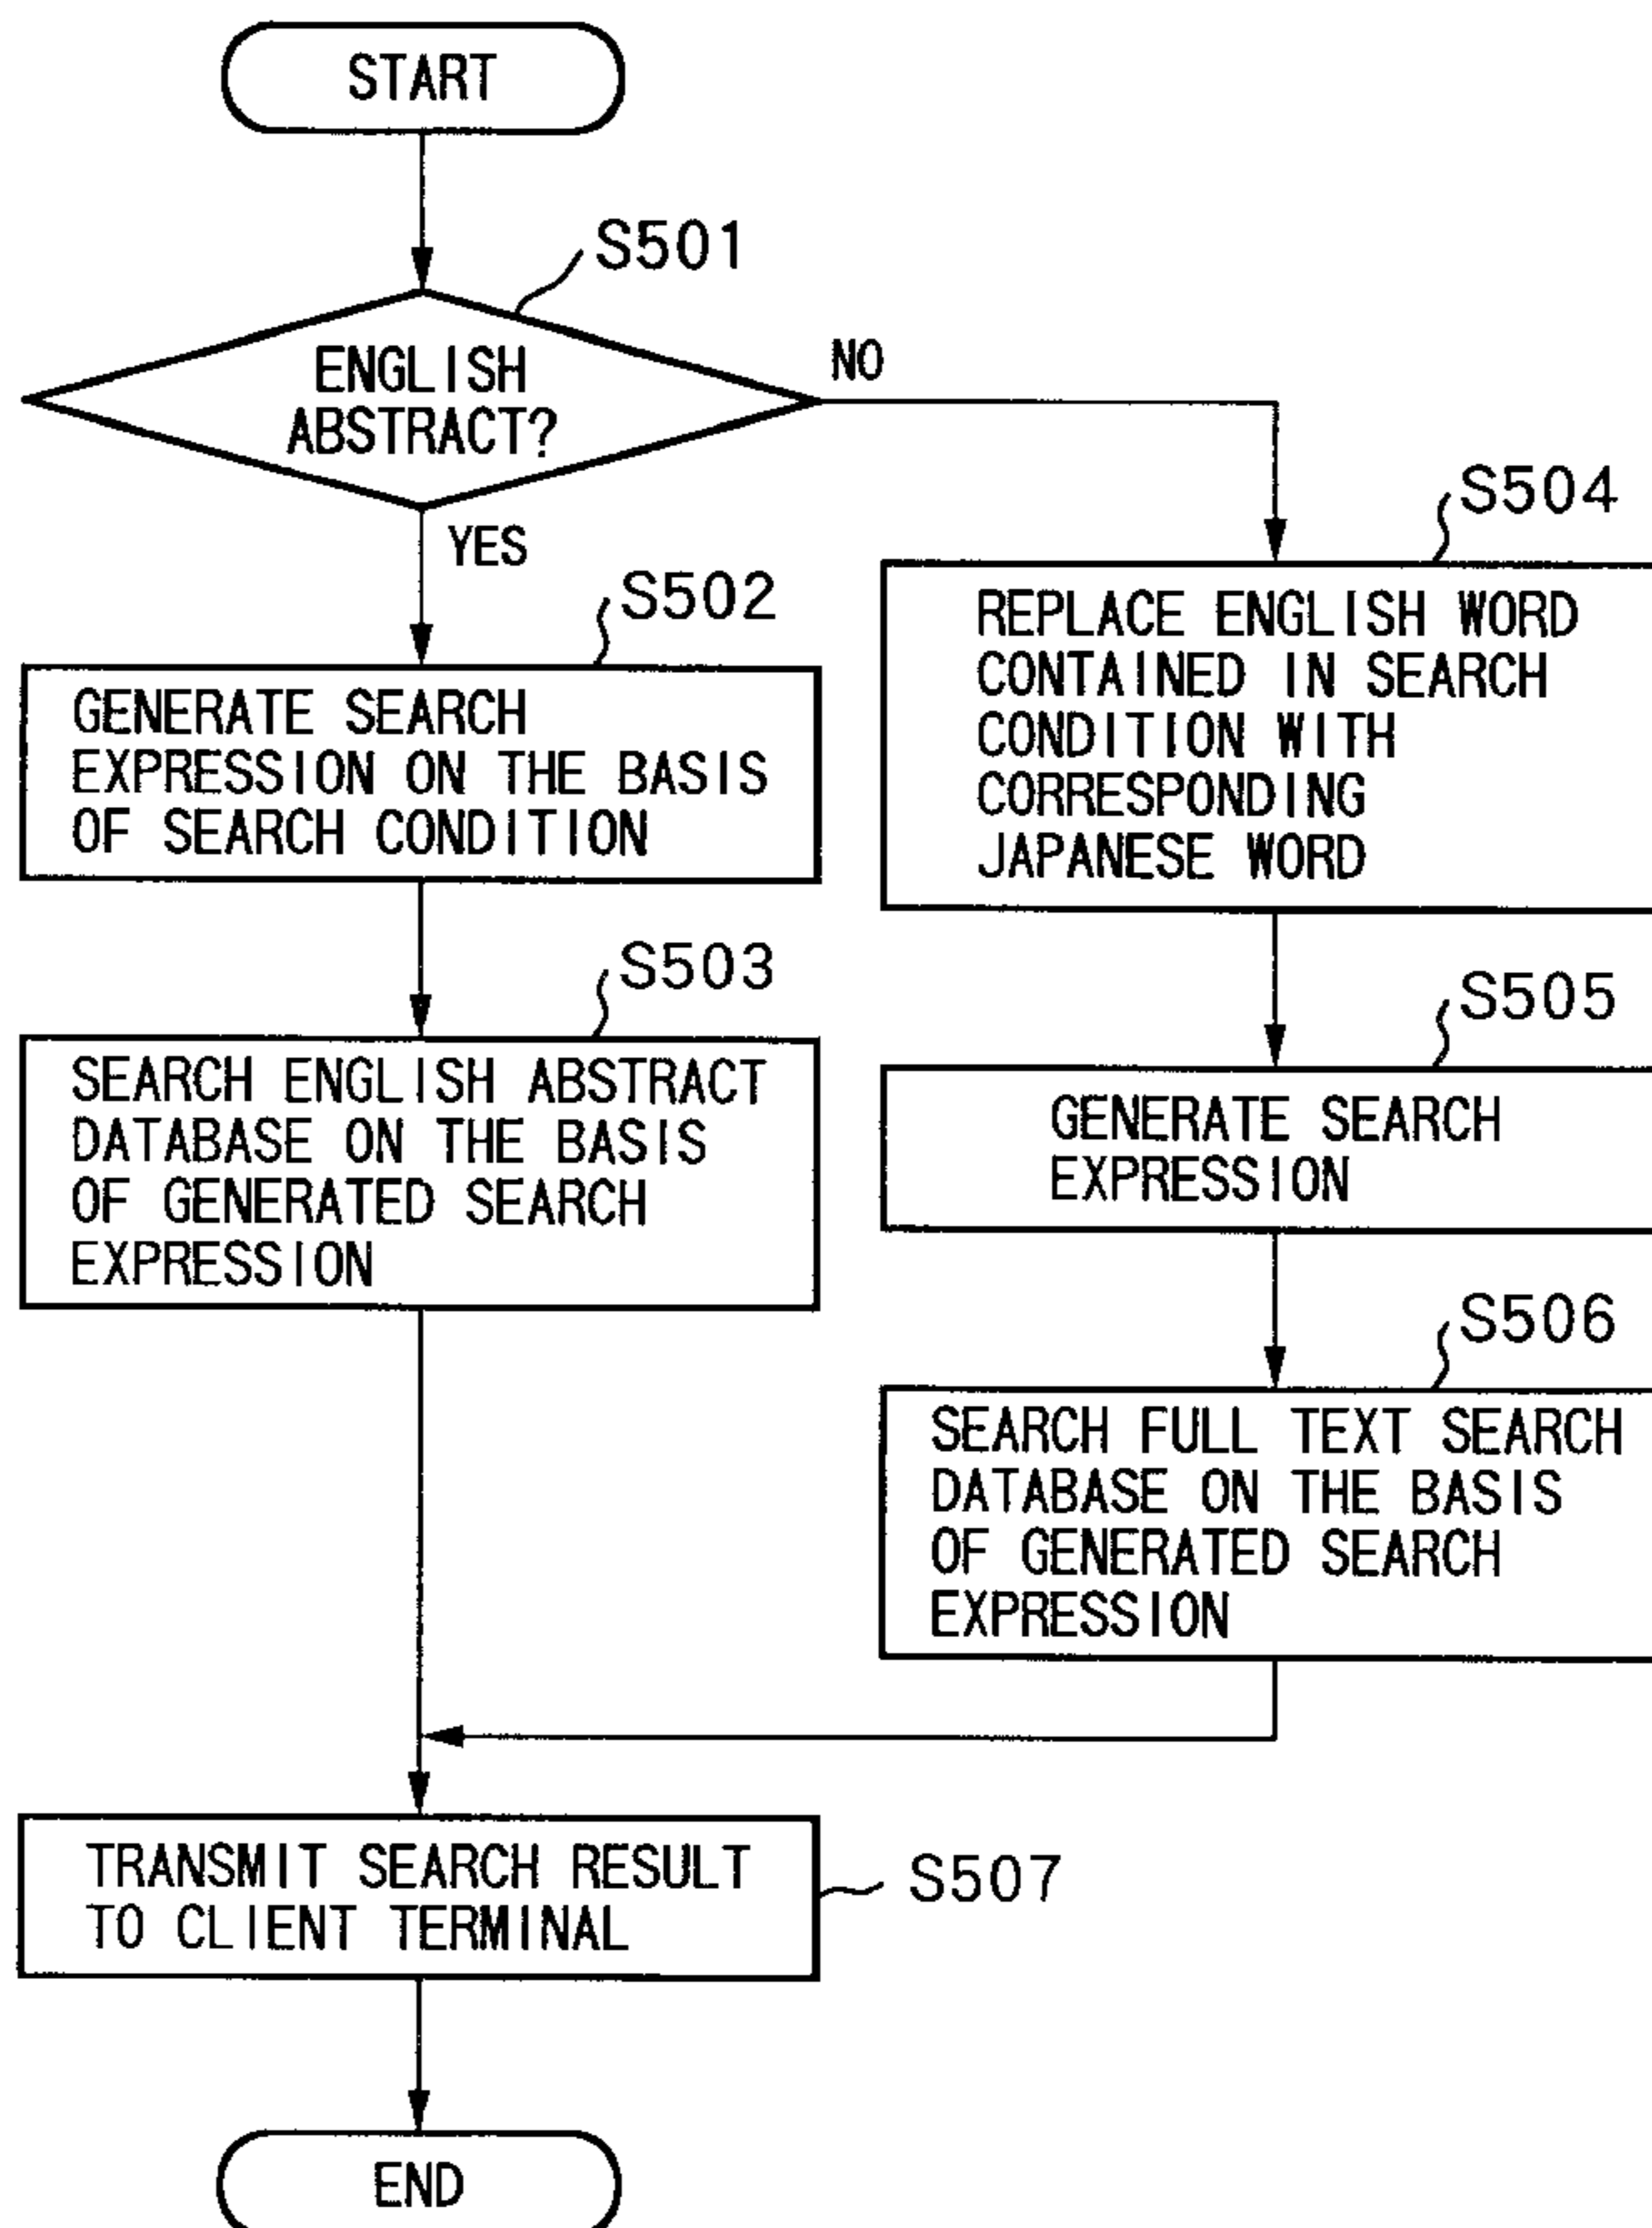 START
S501
ENGLISH
ABSTRACT?
NO
YES
S502
GENERATE SEARCH
EXPRESSION ON THE BASIS
OF SEARCH CONDITION
S503
SEARCH ENGLISH ABSTRACT
DATABASE ON THE BASIS
OF GENERATED SEARCH
EXPRESSION
S504
REPLACE ENGLISH WORD
CONTAINED IN SEARCH
CONDITION WITH
CORRESPONDING
JAPANESE WORD
S505
GENERATE SEARCH
EXPRESSION
S506
SEARCH FULL TEXT SEARCH
DATABASE ON THE BASIS
OF GENERATED SEARCH
EXPRESSION
TRANSMIT SEARCH RESULT
TO CLIENT TERMINAL
S507
END